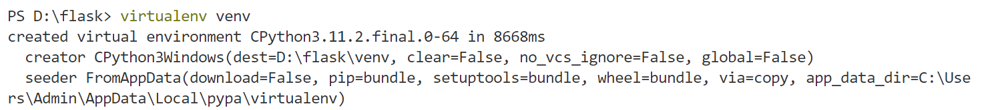 PS D:\flask> virtualenv venv
created virtual environment CPython3.11.2.final.0-64 in 8668ms
  creator CPython3Windows(dest=D:\flask\venv, clear=False, no_vcs_ignore=False, global=False)
  seeder FromAppData(download=False, pip=bundle, setuptools=bundle, wheel=bundle, via=copy, app_data_dir=C:\Use
rs\Admin\AppData\Local\pypa\virtualenv)